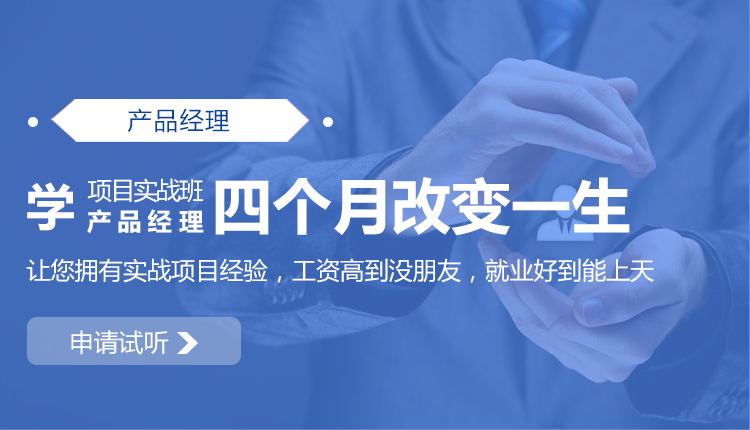 产品经理
学 项目实战班 产品经理 四个月改变一生
让您拥有实战项目经验，工资高到没朋友，就业好到能上天
申请试听